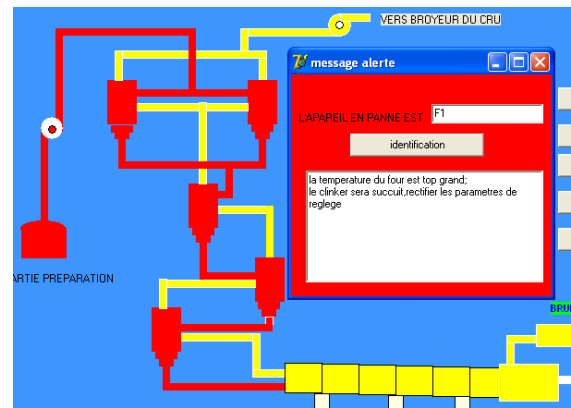 VERS BROYEUR DU CRU
message alerte
L'APAREIL EN PANNE EST
F1
identification
la temperature du four est top grand;
le clinker sera succuit,rectifier les parametres de
reglege
ARTIE PREPARATION
BRU